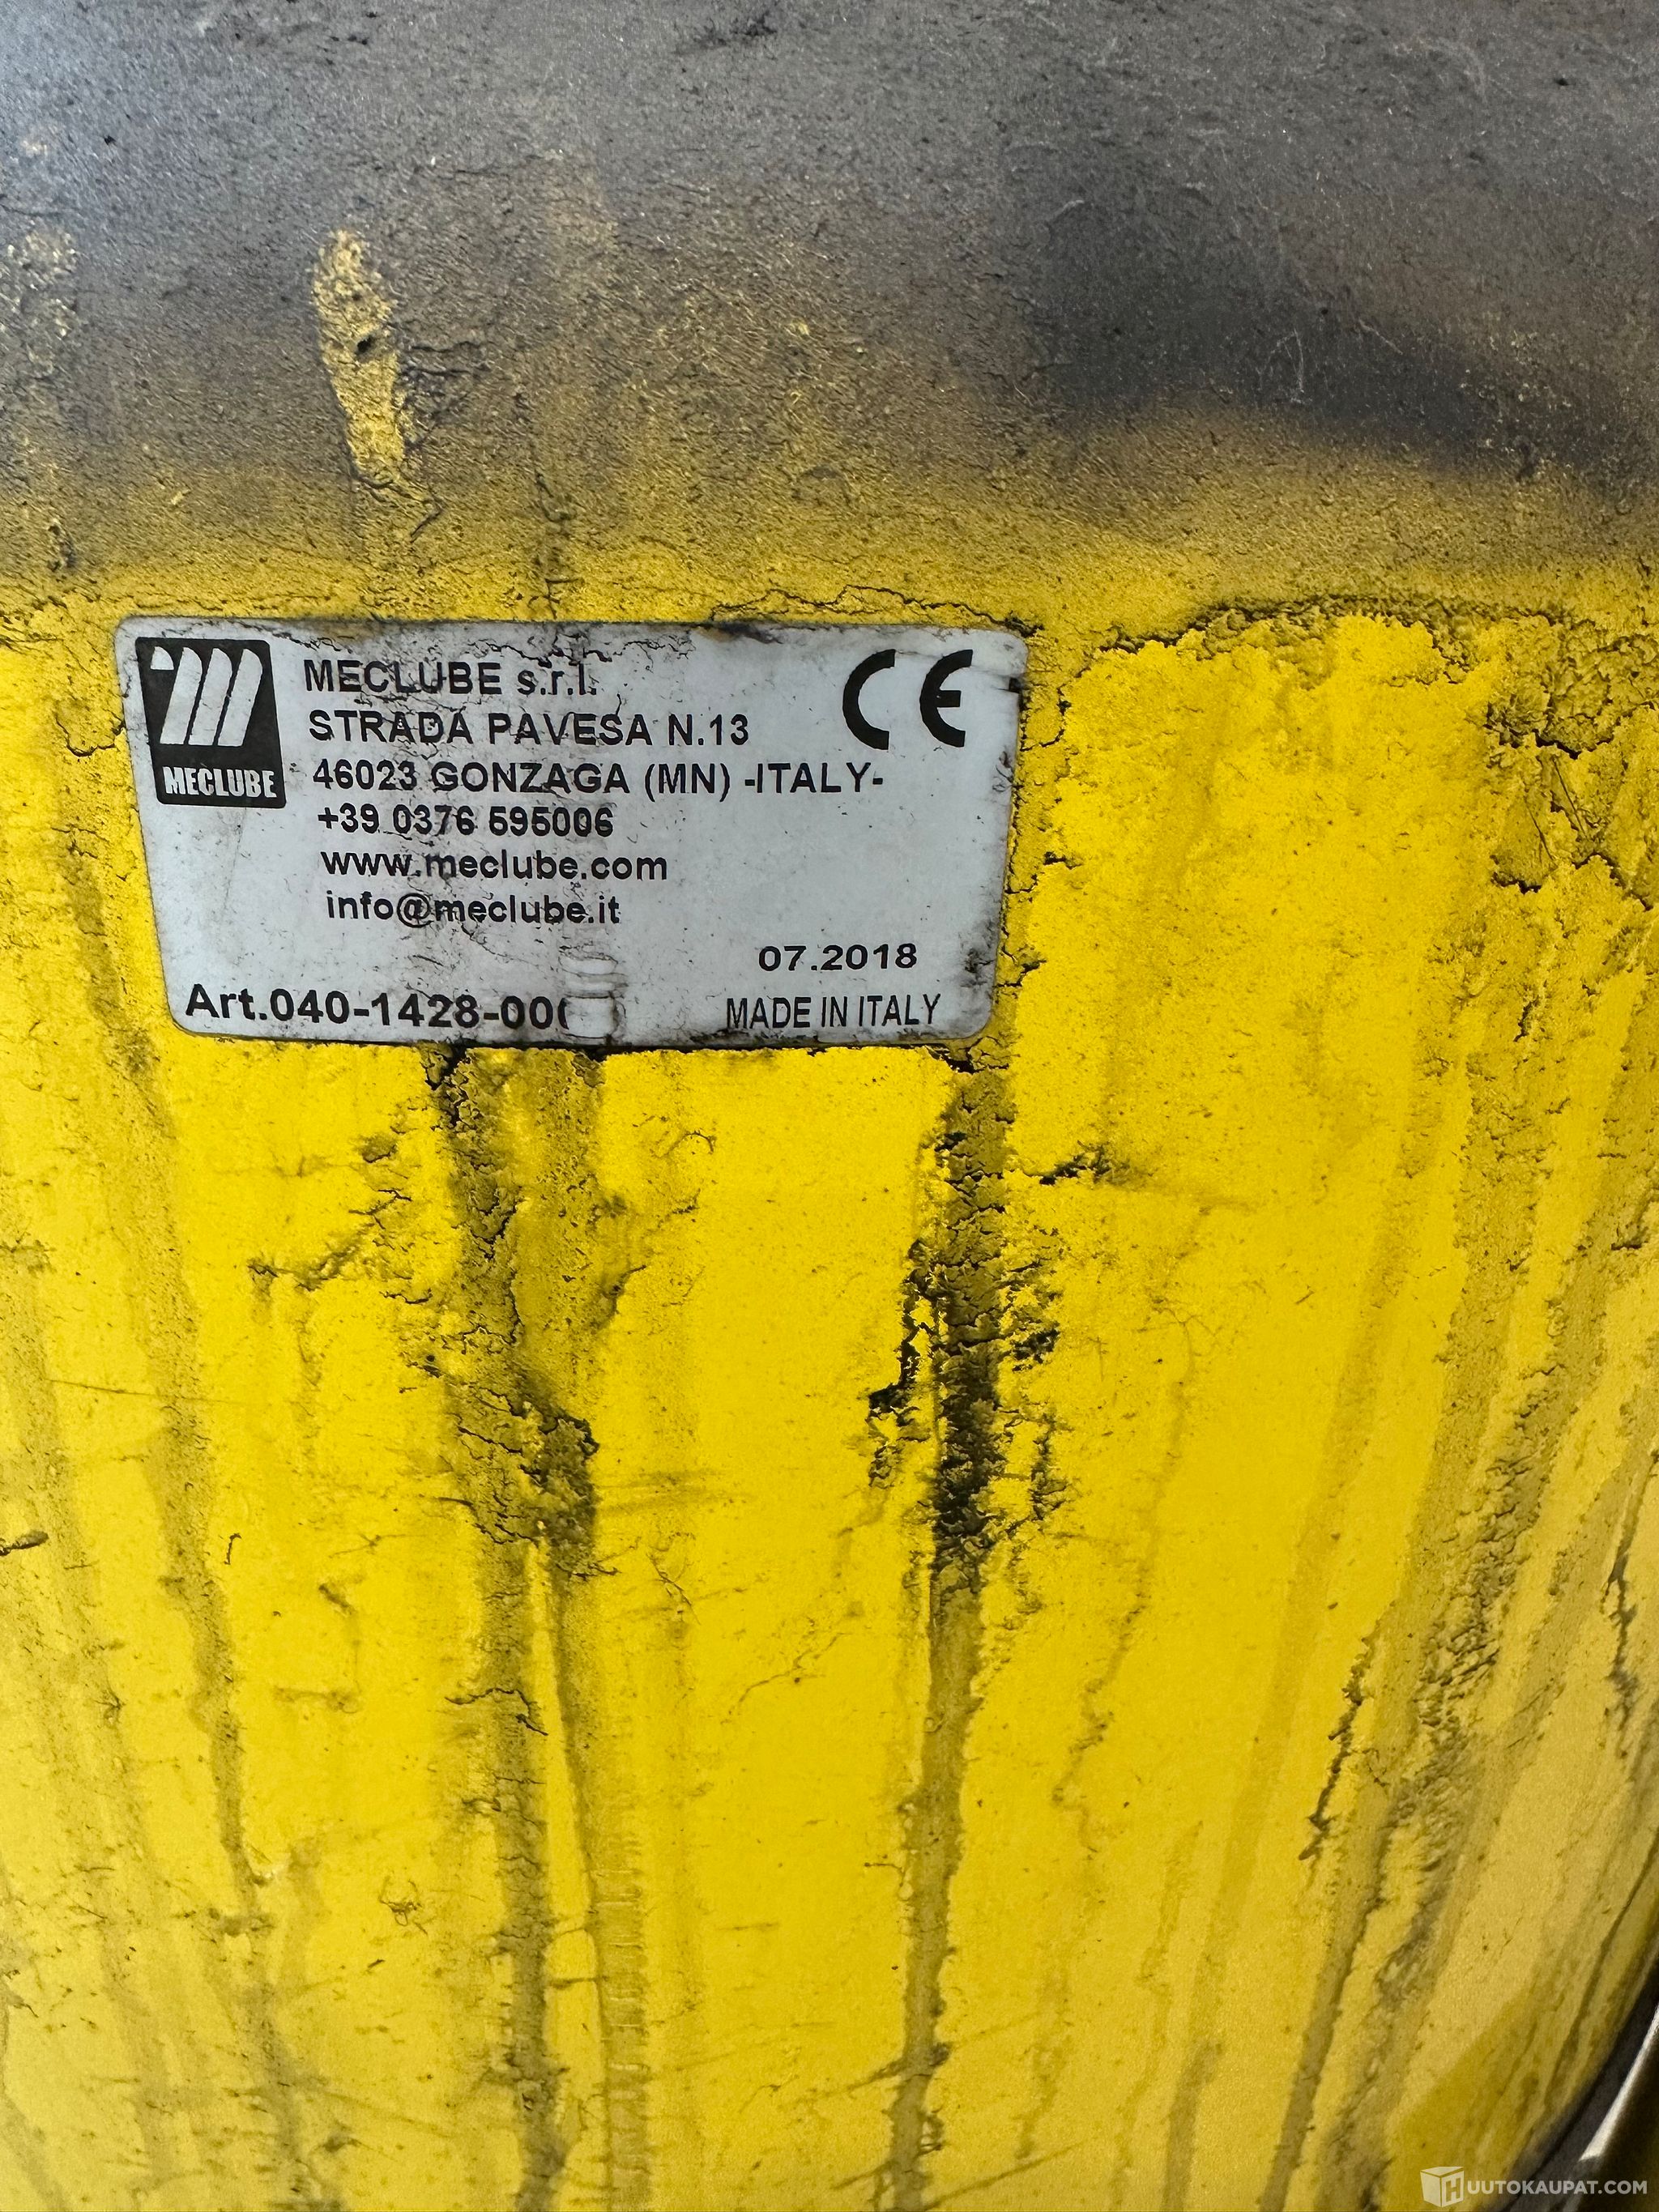 MECLUBE
MECLUBE s.r.l.
STRADA PAVESA N.13
46023 GONZAGA (MN) -ITALY-
+39 0376 595006
www.meclube.com
info@meclube.it
CE
07.2018
Art.040-1428-00
MADE IN ITALY
HUUTOKAUPAT.COM